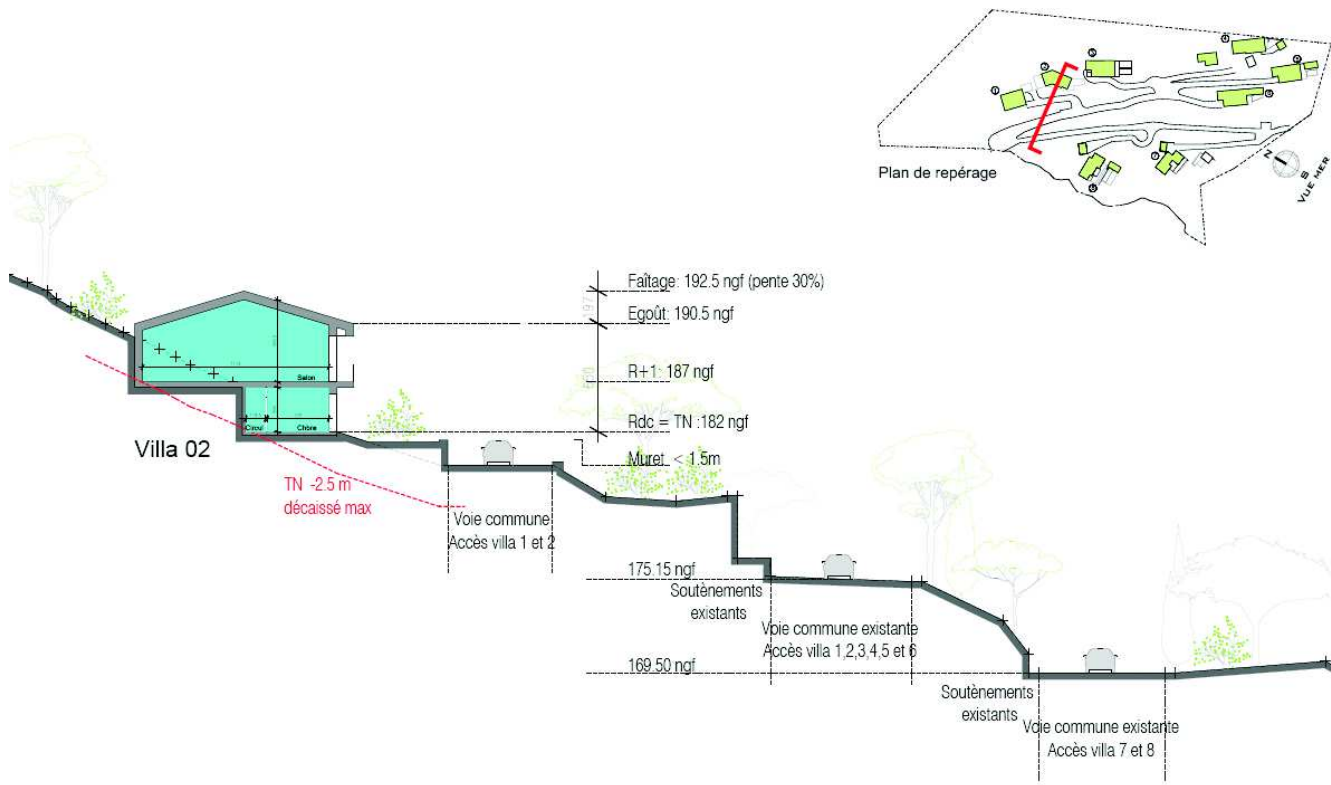 Plan de repérage
N
S
VUE MER
Faîtage: 192.5 ngf (pente 30%)
197
Egoût: 190.5 ngf
R+1: 187 ngf
Salon
Rdc = TN :182 ngf
Circul
Chbre
Villa 02
Muret < 1.5m
TN -2.5 m
décaissé max
Voie commune
Accès villa 1 et 2
175.15 ngf
Soutènements
existants
Voie commune existante
Accès villa 1,2,3,4,5 et 6
169.50 ngf
Soutènements
existants
Voie commune existante
Accès villa 7 et 8